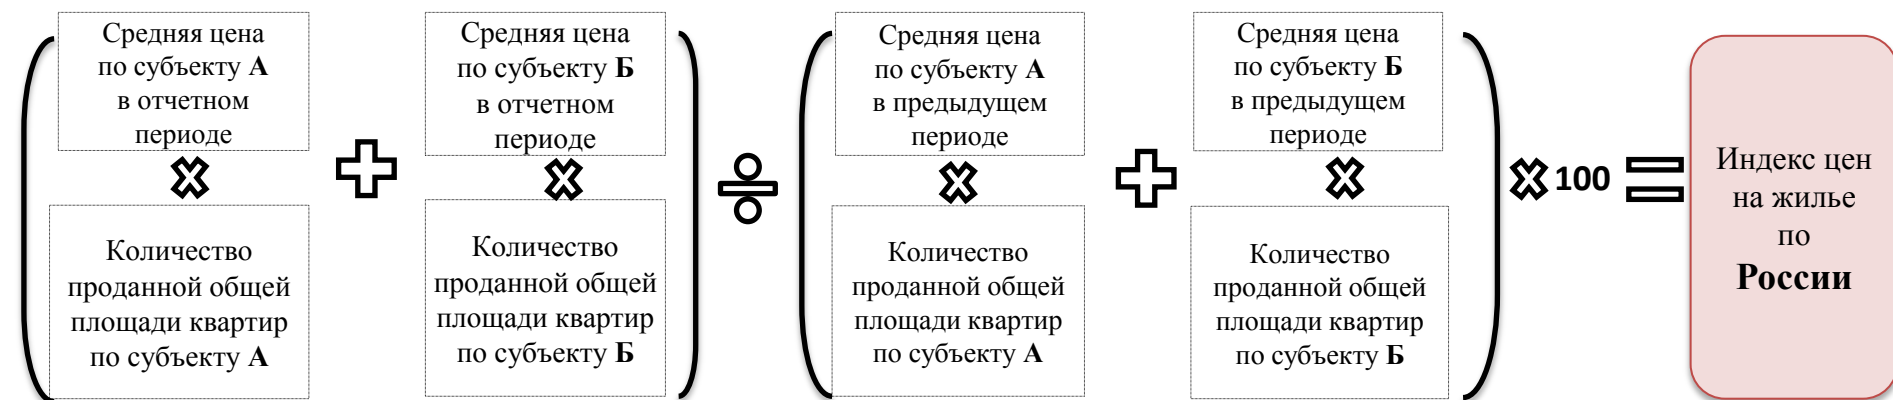 Средняя цена
по субъекту А
в отчетном
периоде
Количество
проданной общей
площади квартир
по субъекту А
Средняя цена
по субъекту Б
в отчетном
периоде
Количество
проданной общей
площади квартир
по субъекту Б
Средняя цена
по субъекту А
в предыдущем
периоде
Количество
проданной общей
площади квартир
по субъекту А
Средняя цена
по субъекту Б
в предыдущем
периоде
Количество
проданной общей
площади квартир
по субъекту Б
100
Индекс цен
на жилье
по
России